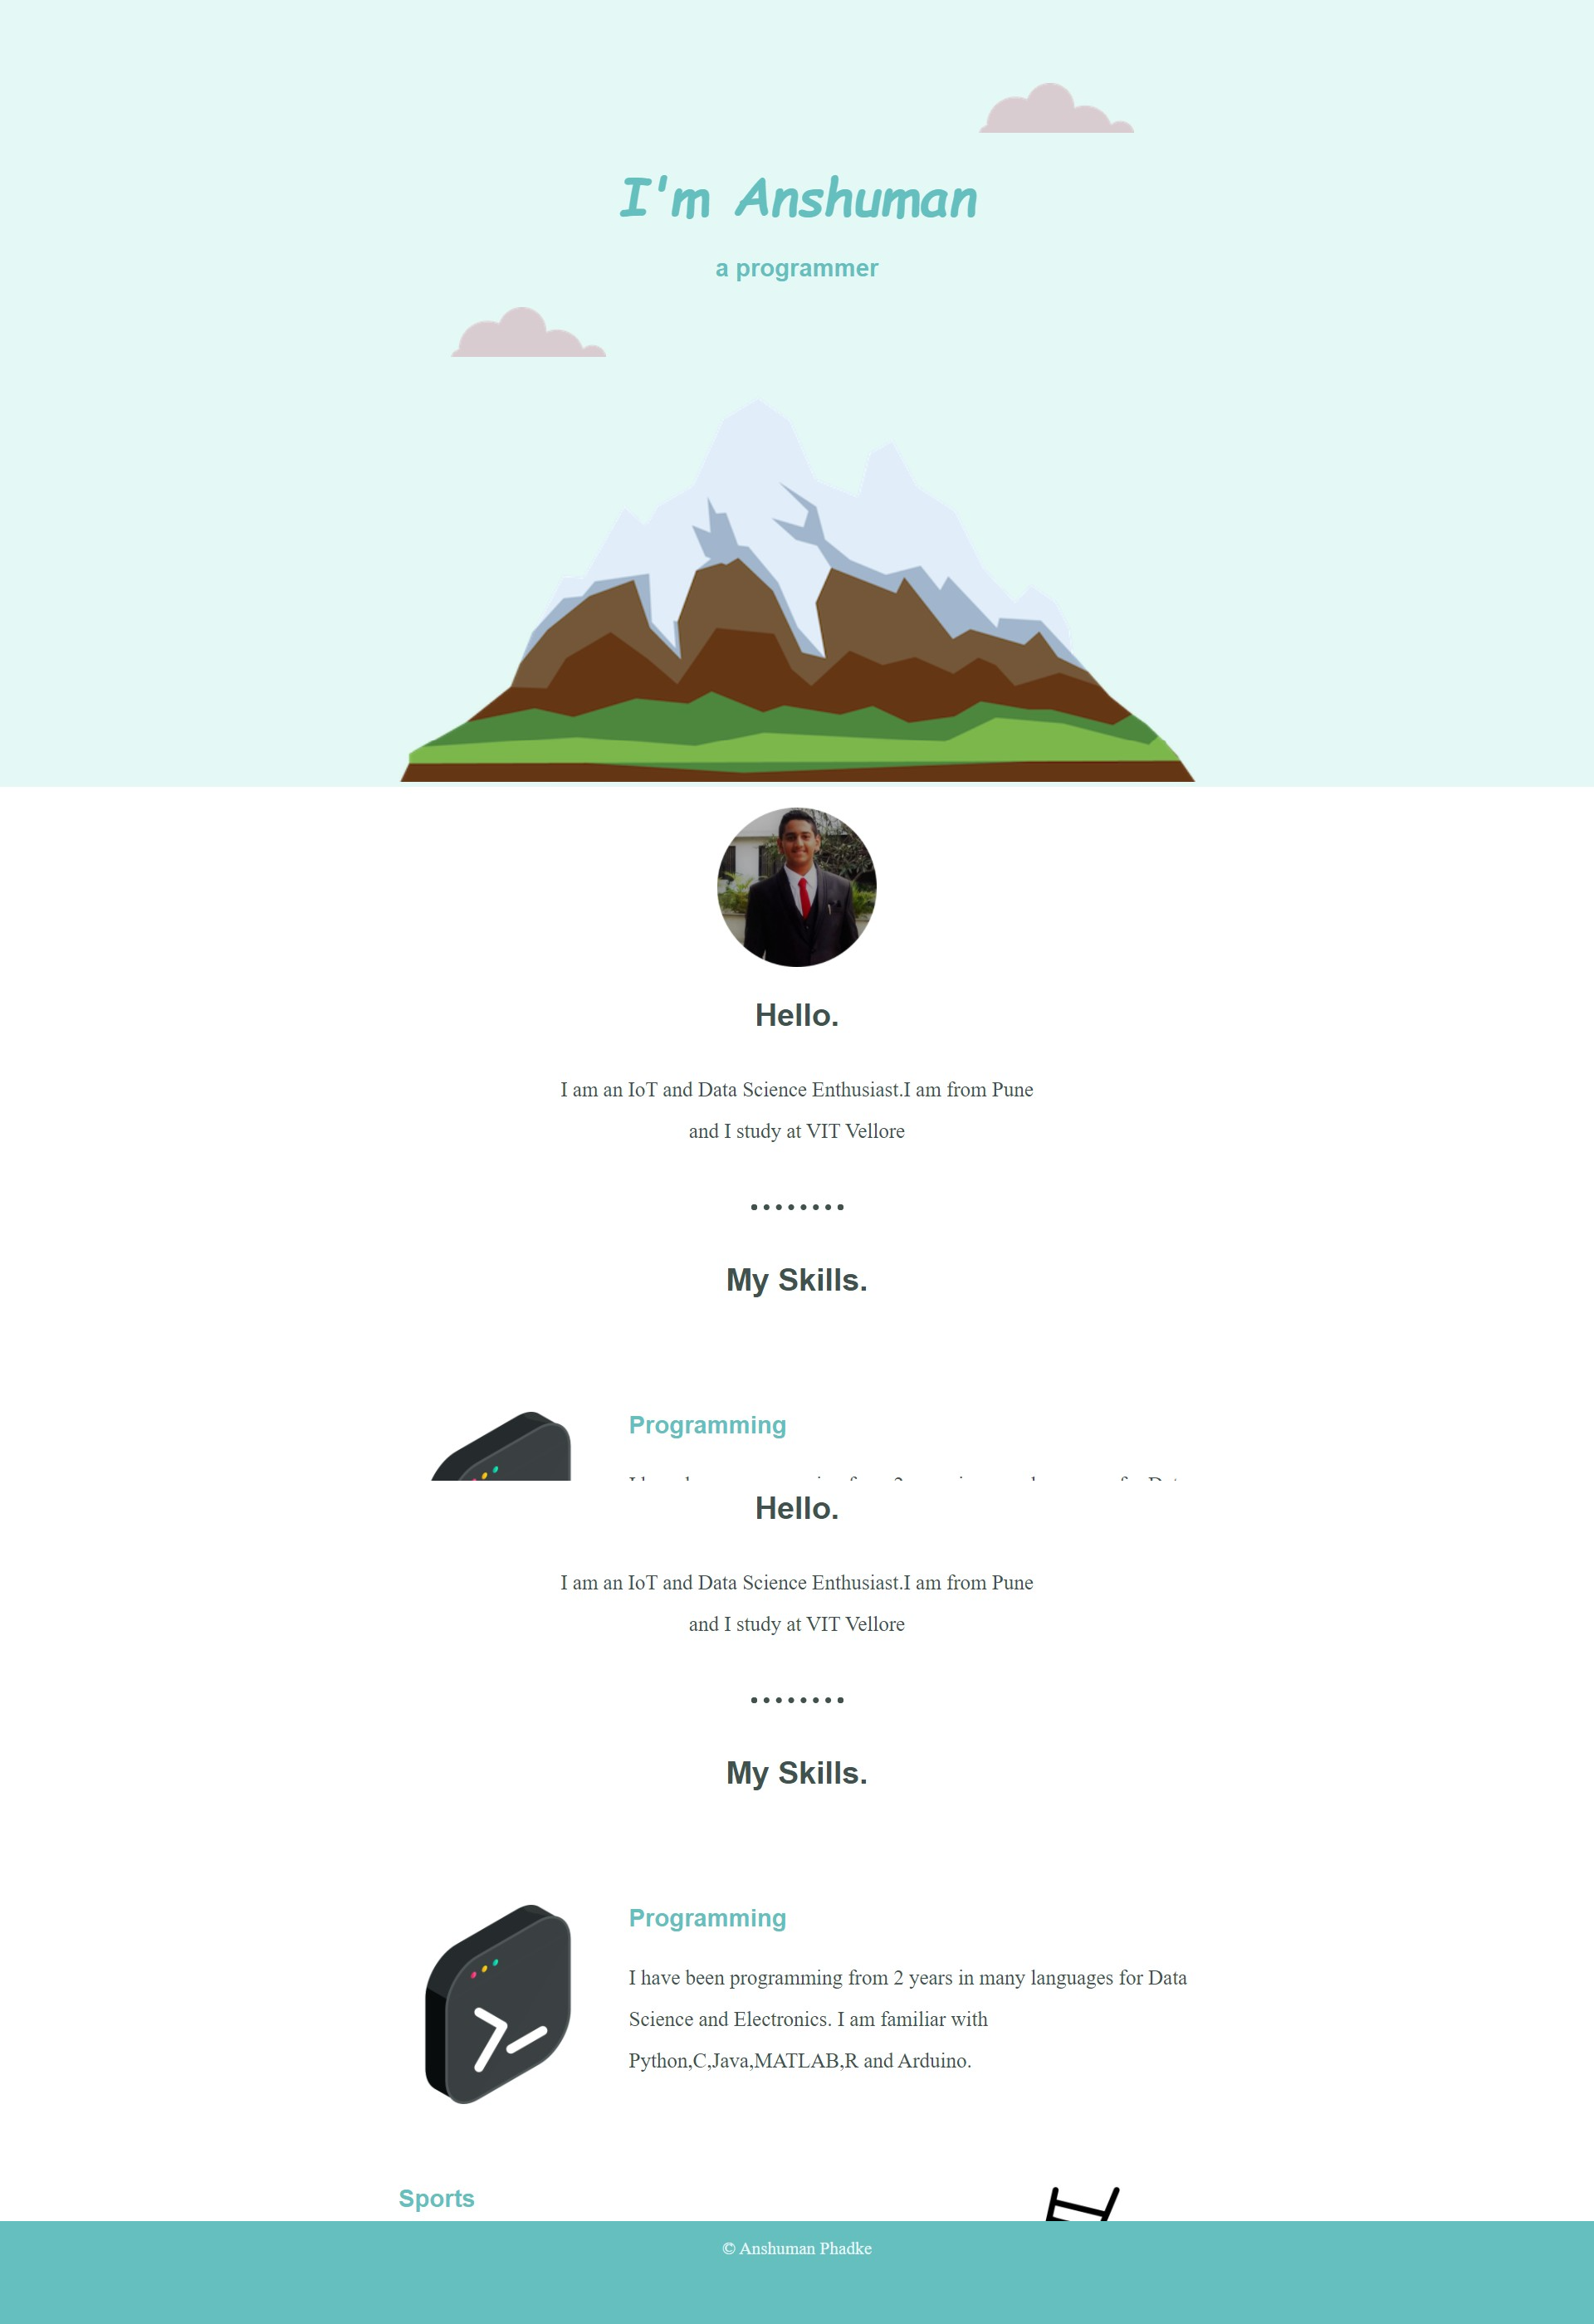 I'm Anshuman
a programmer
Hello.
I am an IoT and Data Science Enthusiast.I am from Pune
and I study at VIT Vellore
My Skills.
Programming
Hello.
I am an IoT and Data Science Enthusiast.I am from Pune
and I study at VIT Vellore
My Skills.
Programming
I have been programming from 2 years in many languages for Data
Science and Electronics. I am familiar with
Python,C,Java,MATLAB,R and Arduino.
Sports
© Anshuman Phadke